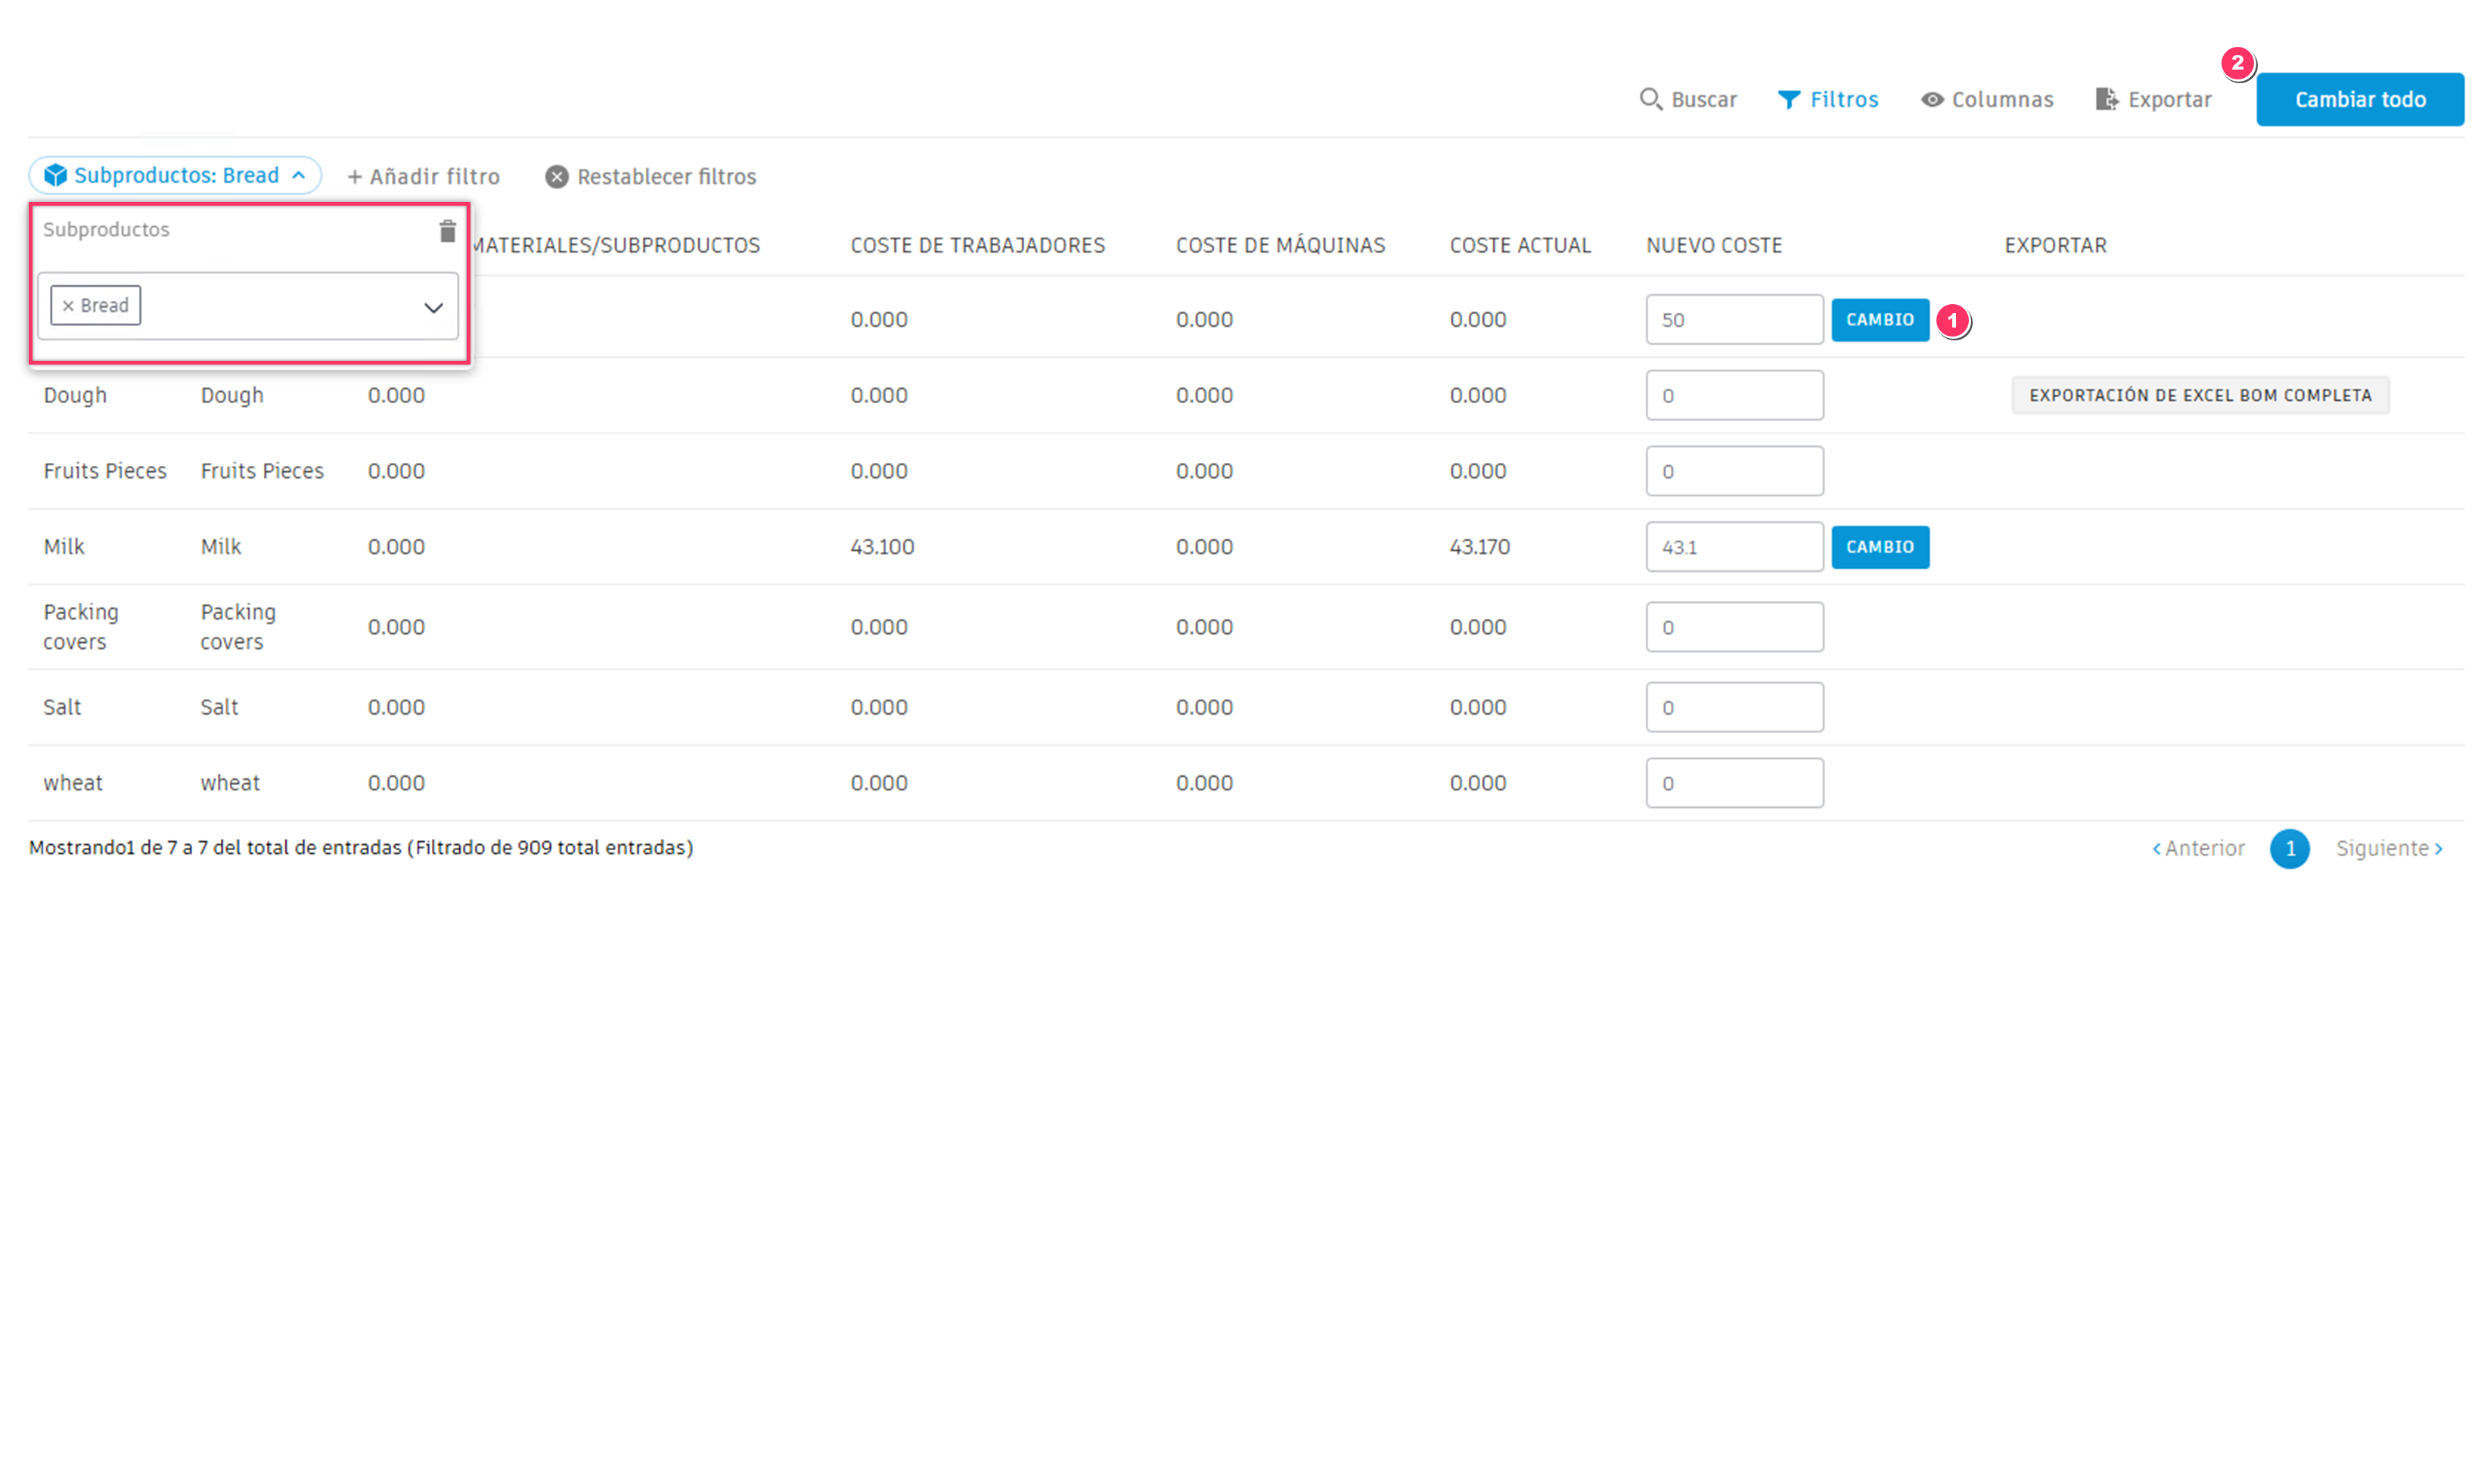 2
Buscar Filtros Columnas Exportar Cambiar todo
Subproductos: Bread + Añadir filtro Restablecer filtros
Subproductos
MATERIALES/SUBPRODUCTOS COSTE DE TRABAJADORES COSTE DE MÁQUINAS COSTE ACTUAL NUEVO COSTE EXPORTAR
× Bread
0.000 0.000 0.000 50 CAMBIO 1
Dough Dough 0.000 0.000 0.000 0.000 0 EXPORTACIÓN DE EXCEL BOM COMPLETA
Fruits Pieces Fruits Pieces 0.000 0.000 0.000 0.000 0
Milk Milk 0.000 43.100 0.000 43.170 43.1 CAMBIO
Packing Packing
covers covers 0.000 0.000 0.000 0.000 0
Salt Salt 0.000 0.000 0.000 0.000 0
wheat wheat 0.000 0.000 0.000 0.000 0
Mostrando1 de 7 a 7 del total de entradas (Filtrado de 909 total entradas) < Anterior 1 Siguiente >